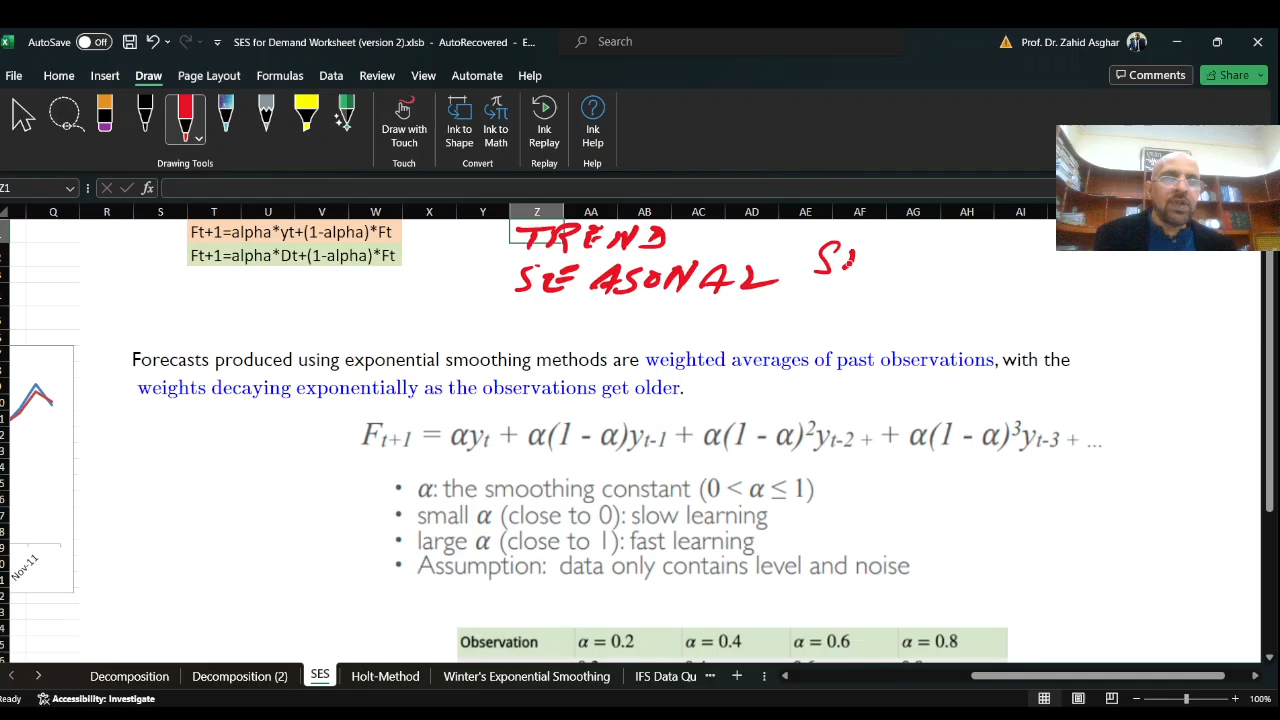 AutoSave Off SES for Demand Worksheet (version 2).xlsb - AutoRecovered - E... Search Prof. Dr. Zahid Asghar
File Home Insert Draw Page Layout Formulas Data Review View Automate Help Comments Share
Draw with Touch Ink to Shape Ink to Math Ink Replay Ink Help
Drawing Tools Convert Replay Help
Z1 fx
Q R S T U V W X Y Z AA AB AC AD AE AF AG AH AI
Ft+1=alpha*yt+(1-alpha)*Ft TREND
Ft+1=alpha*Dt+(1-alpha)*Ft SEASONAL
Forecasts produced using exponential smoothing methods are weighted averages of past observations, with the
weights decaying exponentially as the observations get older.
Fₜ₊₁ = αyₜ + α(1 - α)yₜ₋₁ + α(1 - α)²yₜ₋₂ + + α(1 - α)³yₜ₋₃ + ...
• α: the smoothing constant (0 < α ≤ 1)
• small α (close to 0): slow learning
• large α (close to 1): fast learning
• Assumption: data only contains level and noise
Nov-11
Observation α = 0.2 α = 0.4 α = 0.6 α = 0.8
Decomposition Decomposition (2) SES Holt-Method Winter's Exponential Smoothing IFS Data Qu ...
Ready Accessibility: Investigate 100%